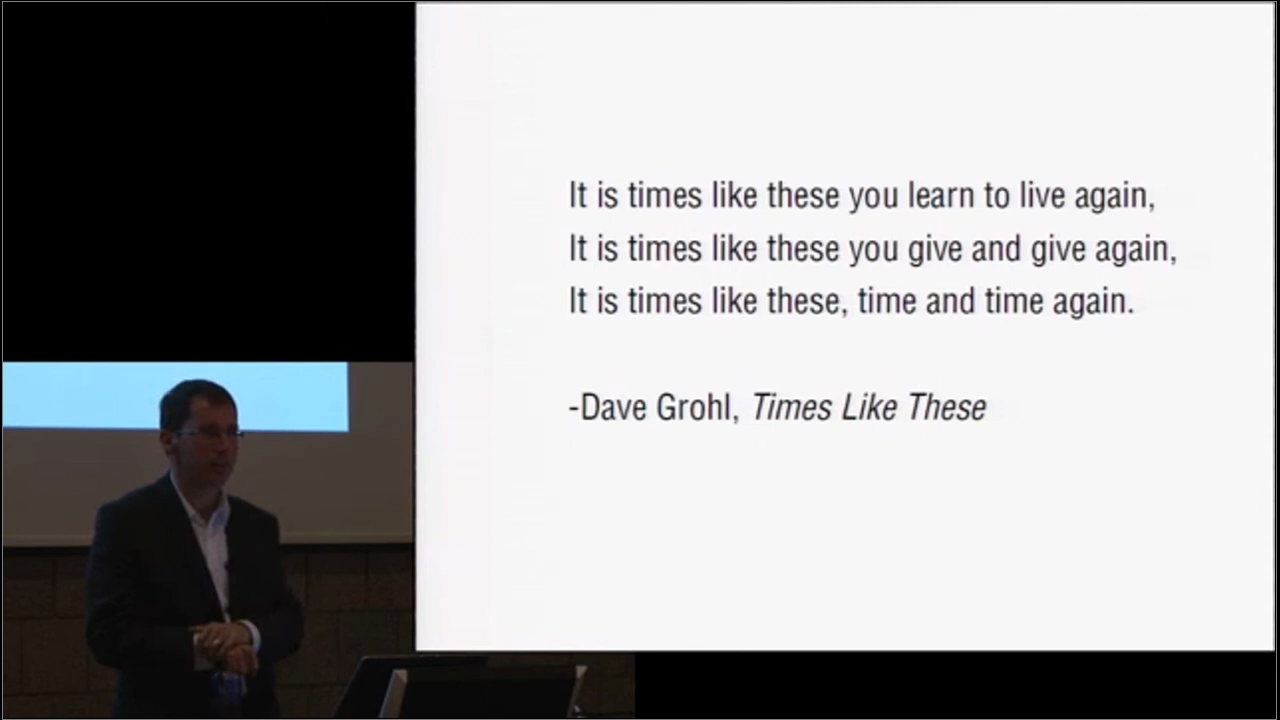 It is times like these you learn to live again,
It is times like these you give and give again,
It is times like these, time and time again.
-Dave Grohl, Times Like These